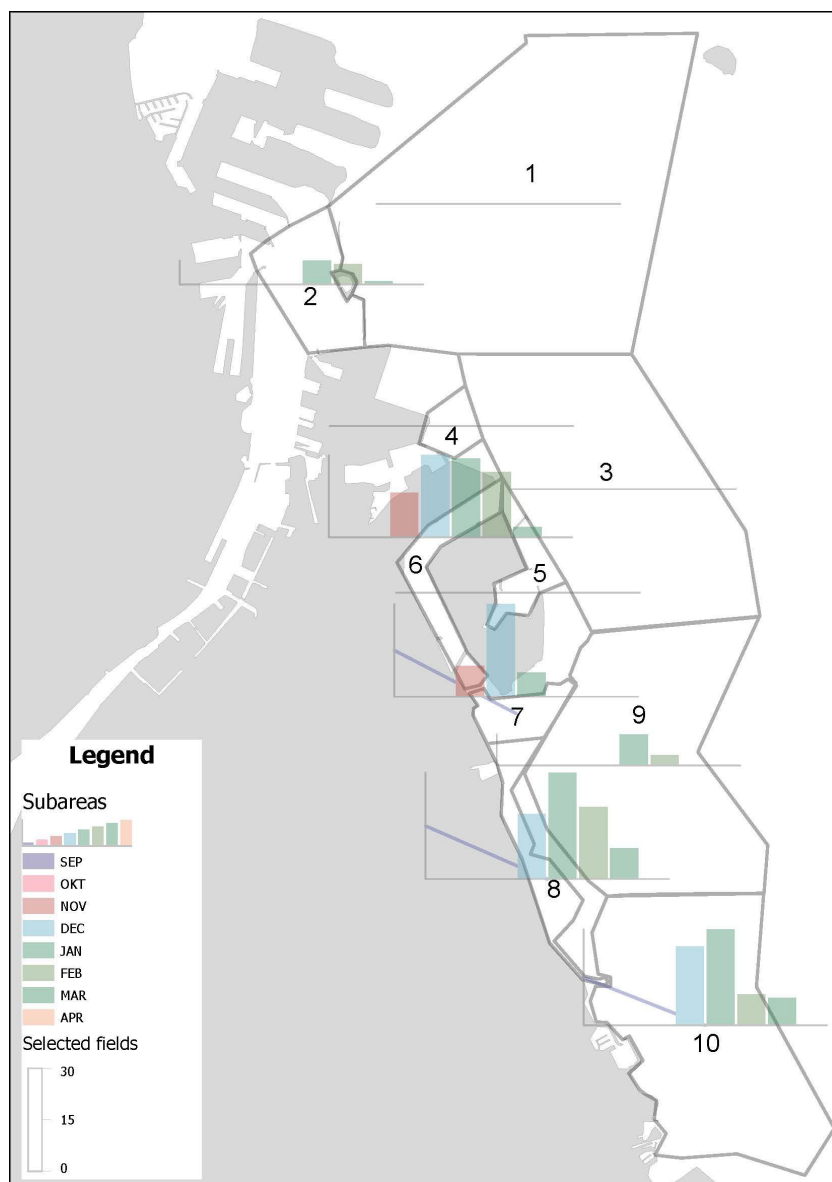 1
2
4
3
6
5
7
9
8
10
Legend
Subareas
SEP
OKT
NOV
DEC
JAN
FEB
MAR
APR
Selected fields
30
15
0